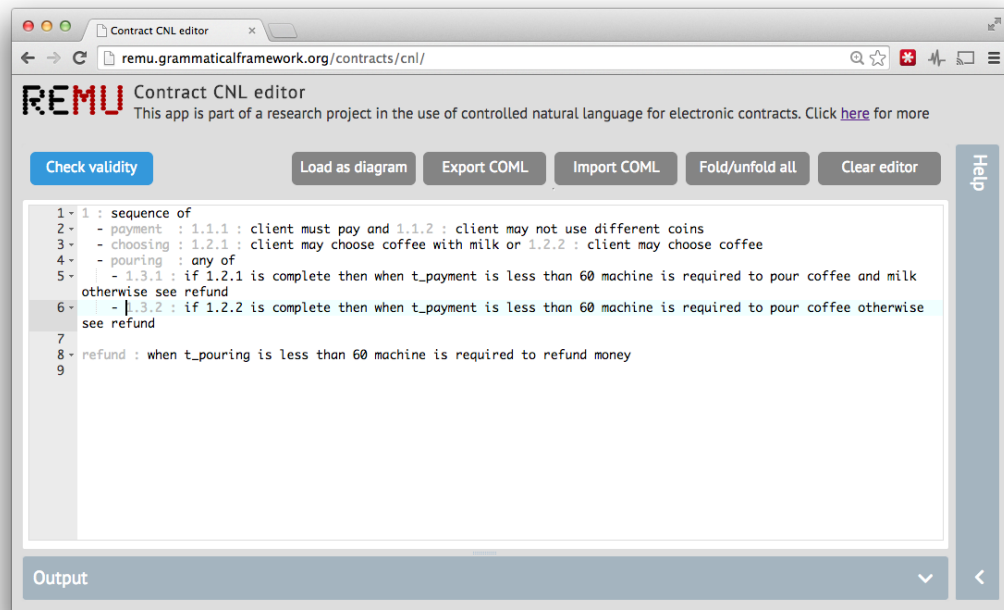 Contract CNL editor
remu.grammaticalframework.org/contracts/cnl/
REMU
Contract CNL editor
This app is part of a research project in the use of controlled natural language for electronic contracts. Click here for more
Check validity
Load as diagram
Export COML
Import COML
Fold/unfold all
Clear editor
Help
1 1 : sequence of
2 - payment : 1.1.1 : client must pay and 1.1.2 : client may not use different coins
3 - choosing : 1.2.1 : client may choose coffee with milk or 1.2.2 : client may choose coffee
4 - pouring : any of
5 - 1.3.1 : if 1.2.1 is complete then when t_payment is less than 60 machine is required to pour coffee and milk
otherwise see refund
6 - 1.3.2 : if 1.2.2 is complete then when t_payment is less than 60 machine is required to pour coffee otherwise
see refund
7
8 refund : when t_pouring is less than 60 machine is required to refund money
9
Output